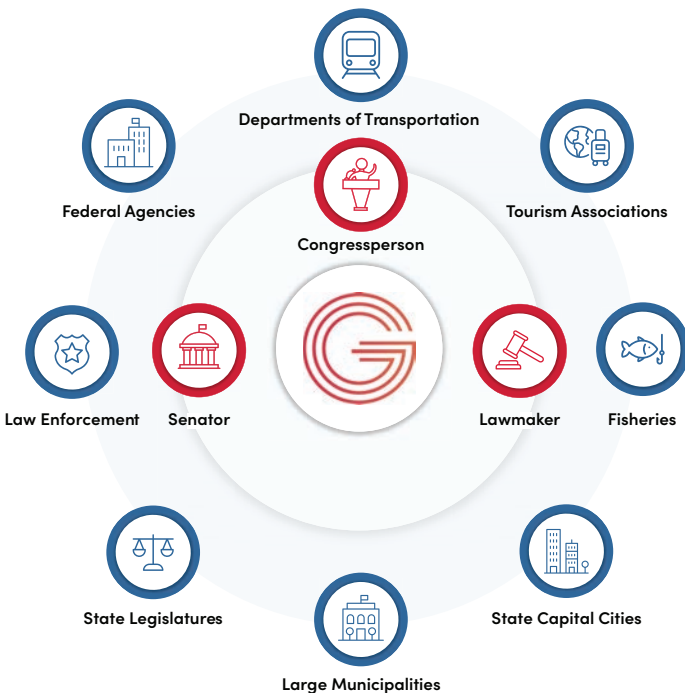 Departments of Transportation
Federal Agencies
Tourism Associations
Congressperson
Law Enforcement
Senator
Lawmaker
Fisheries
State Legislatures
State Capital Cities
Large Municipalities